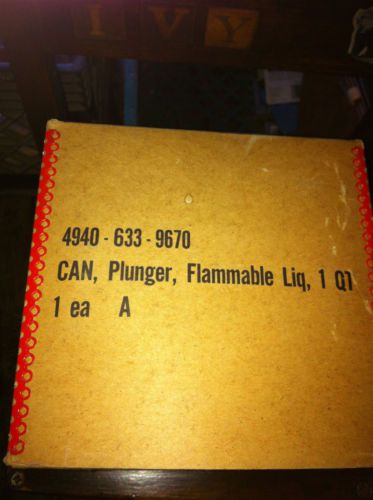 IVY
4940 - 633 - 9670
CAN, Plunger, Flammable Liq, 1 QT
1 ea A